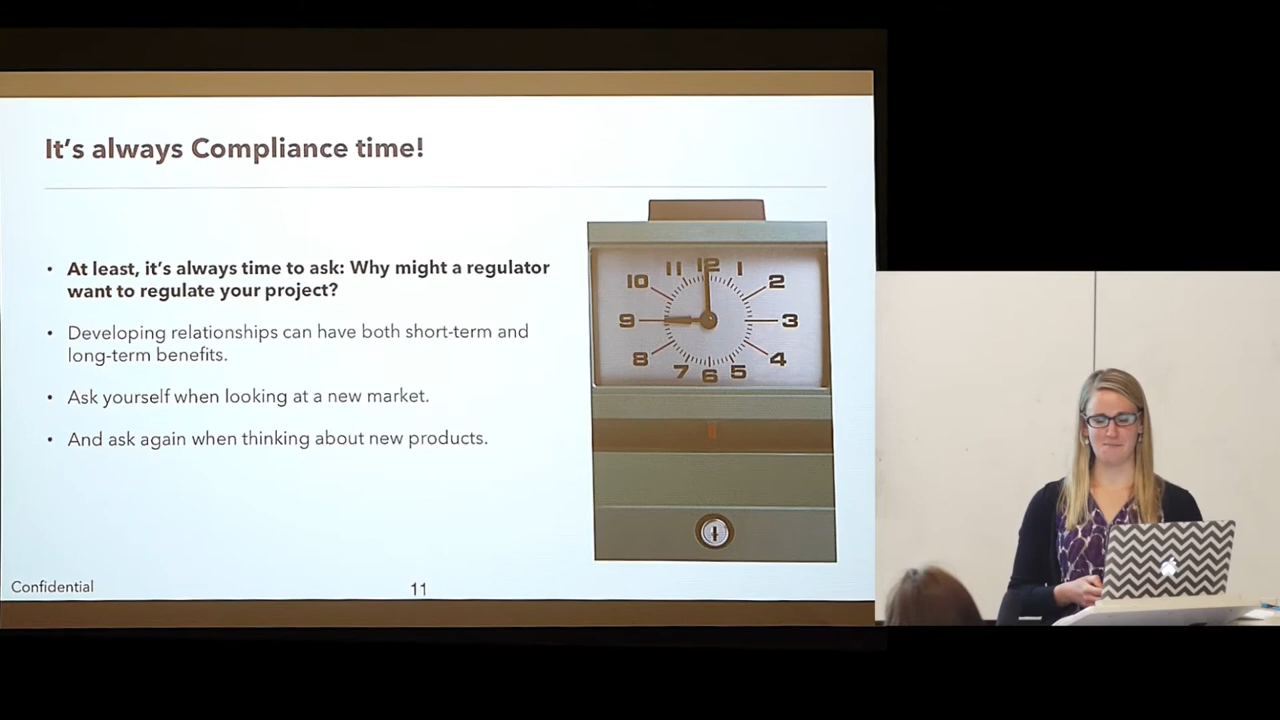 It's always Compliance time!
• At least, it's always time to ask: Why might a regulator
want to regulate your project?
• Developing relationships can have both short-term and
long-term benefits.
• Ask yourself when looking at a new market.
• And ask again when thinking about new products.
11 12 1
10 2
9 3
8 4
7 6 5
Confidential
11